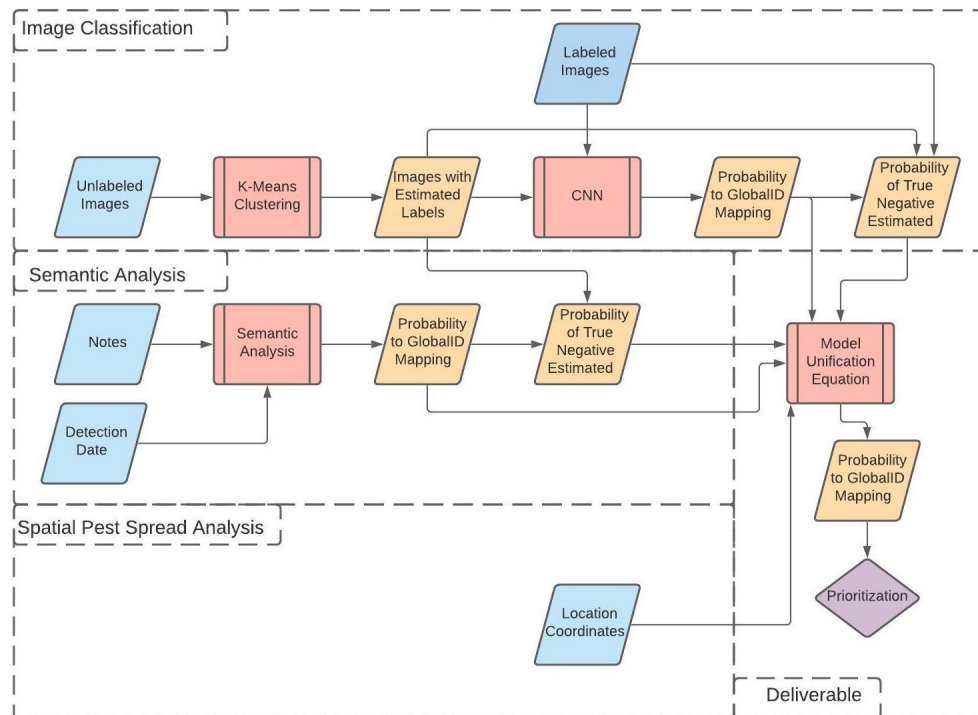 Image Classification
Labeled
Images
Unlabeled
Images
K-Means
Clustering
Images with
Estimated
Labels
CNN
Probability
to GlobalID
Mapping
Probability
of True
Negative
Estimated
Semantic Analysis
Notes
Semantic
Analysis
Probability
to GlobalID
Mapping
Probability
of True
Negative
Estimated
Model
Unification
Equation
Detection
Date
Probability
to GlobalID
Mapping
Spatial Pest Spread Analysis
Location
Coordinates
Prioritization
Deliverable